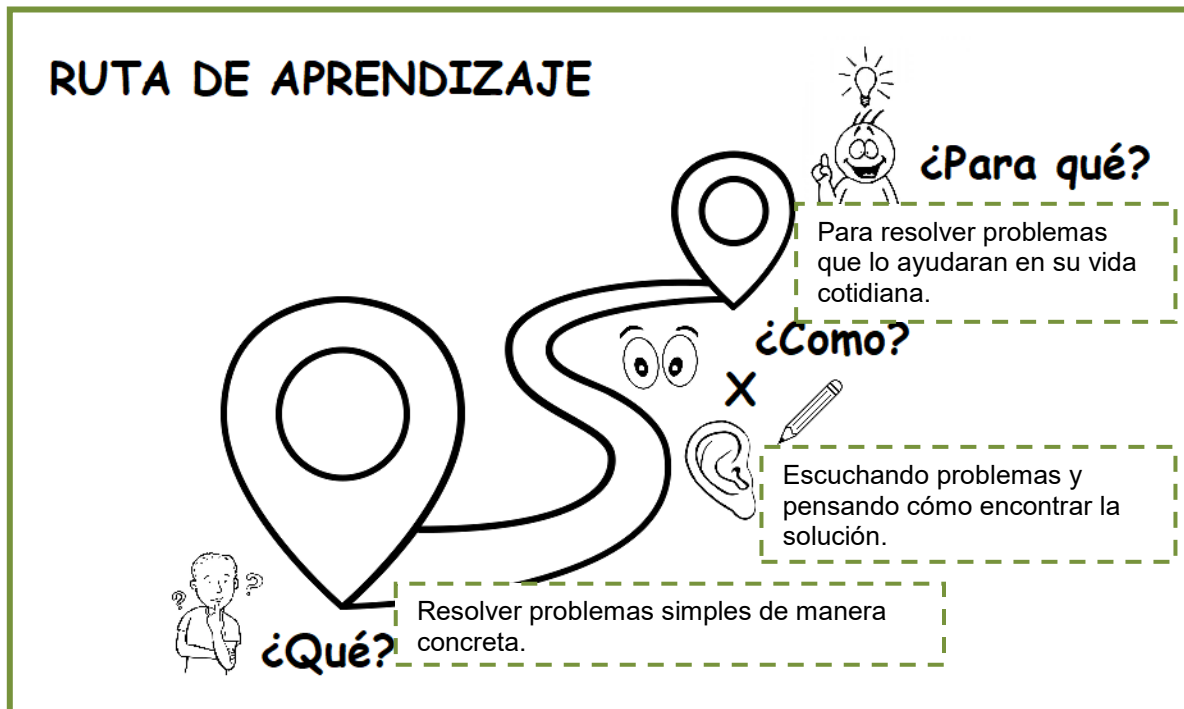 RUTA DE APRENDIZAJE
¿Para qué?
Para resolver problemas
que lo ayudaran en su vida
cotidiana.
¿Como?
X
Escuchando problemas y
pensando cómo encontrar la
solución.
? ?
¿Qué?
Resolver problemas simples de manera
concreta.